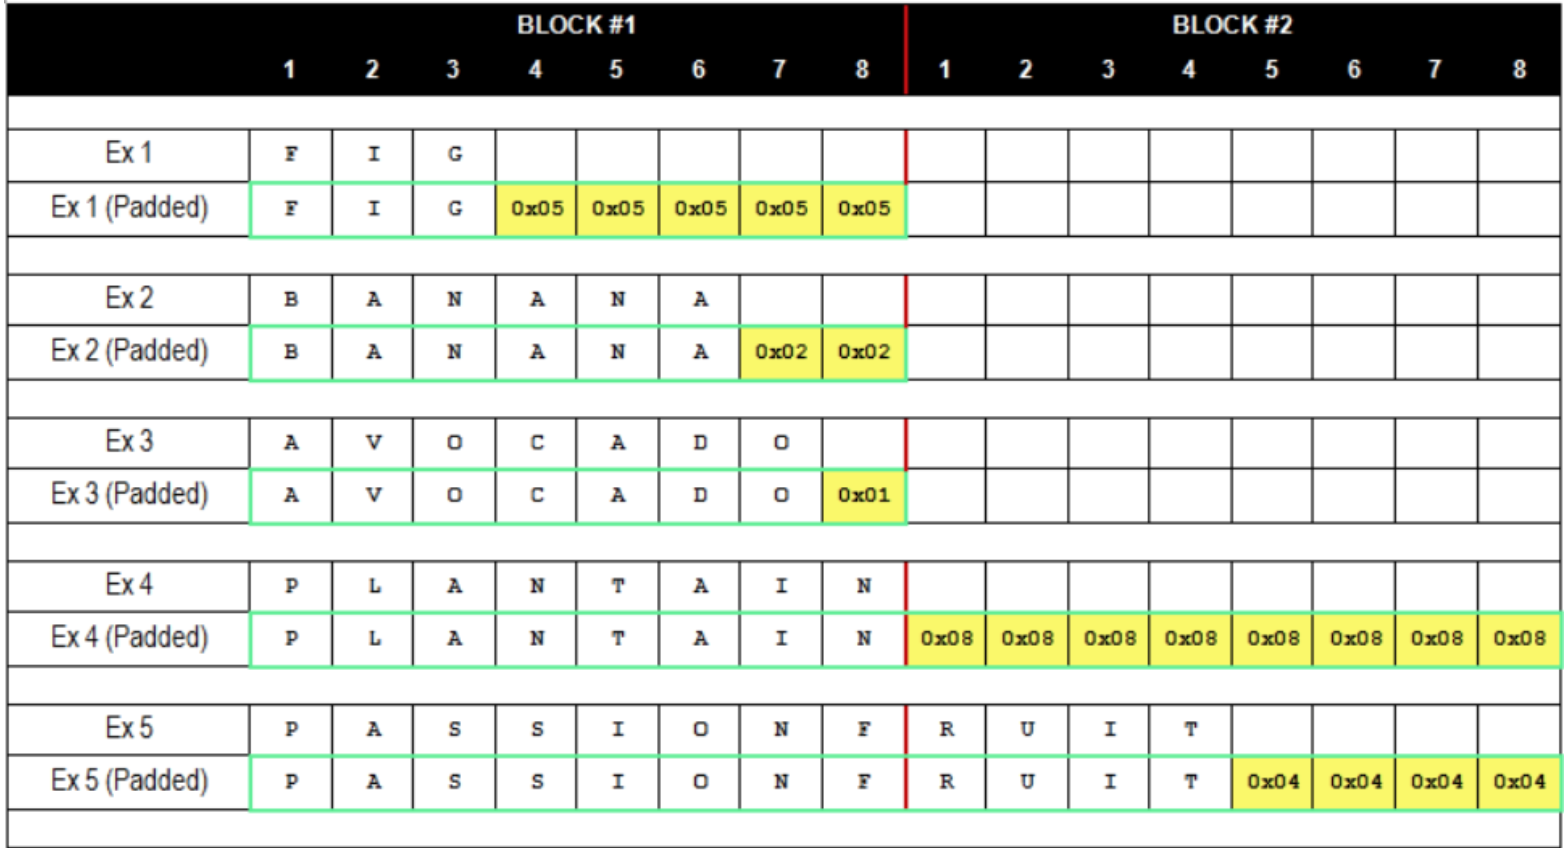 BLOCK #1 BLOCK #2
1 2 3 4 5 6 7 8 1 2 3 4 5 6 7 8
Ex 1 F I G
Ex 1 (Padded) F I G 0x05 0x05 0x05 0x05 0x05
Ex 2 B A N A N A
Ex 2 (Padded) B A N A N A 0x02 0x02
Ex 3 A V O C A D O
Ex 3 (Padded) A V O C A D O 0x01
Ex 4 P L A N T A I N
Ex 4 (Padded) P L A N T A I N 0x08 0x08 0x08 0x08 0x08 0x08 0x08 0x08
Ex 5 P A S S I O N F R U I T
Ex 5 (Padded) P A S S I O N F R U I T 0x04 0x04 0x04 0x04